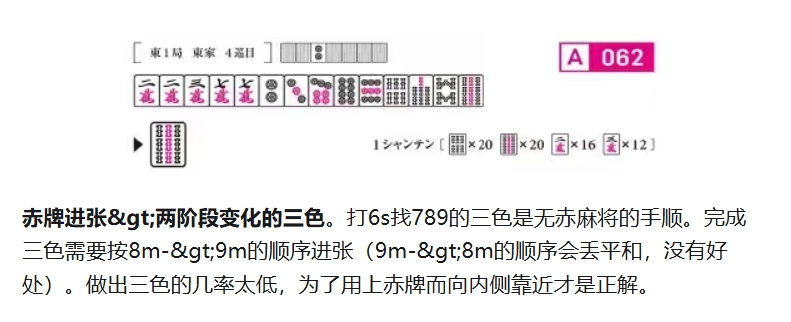 ［ 東1局 東家 4巡目 ］
A 062
1シャンテン［ ×20 ×20 ×16 ×12 ］
赤牌进张&gt;两阶段变化的三色。打6s找789的三色是无赤麻将的手顺。完成
三色需要按8m-&gt;9m的顺序进张（9m-&gt;8m的顺序会丢平和，没有好
处）。做出三色的几率太低，为了用上赤牌而向内侧靠近才是正解。